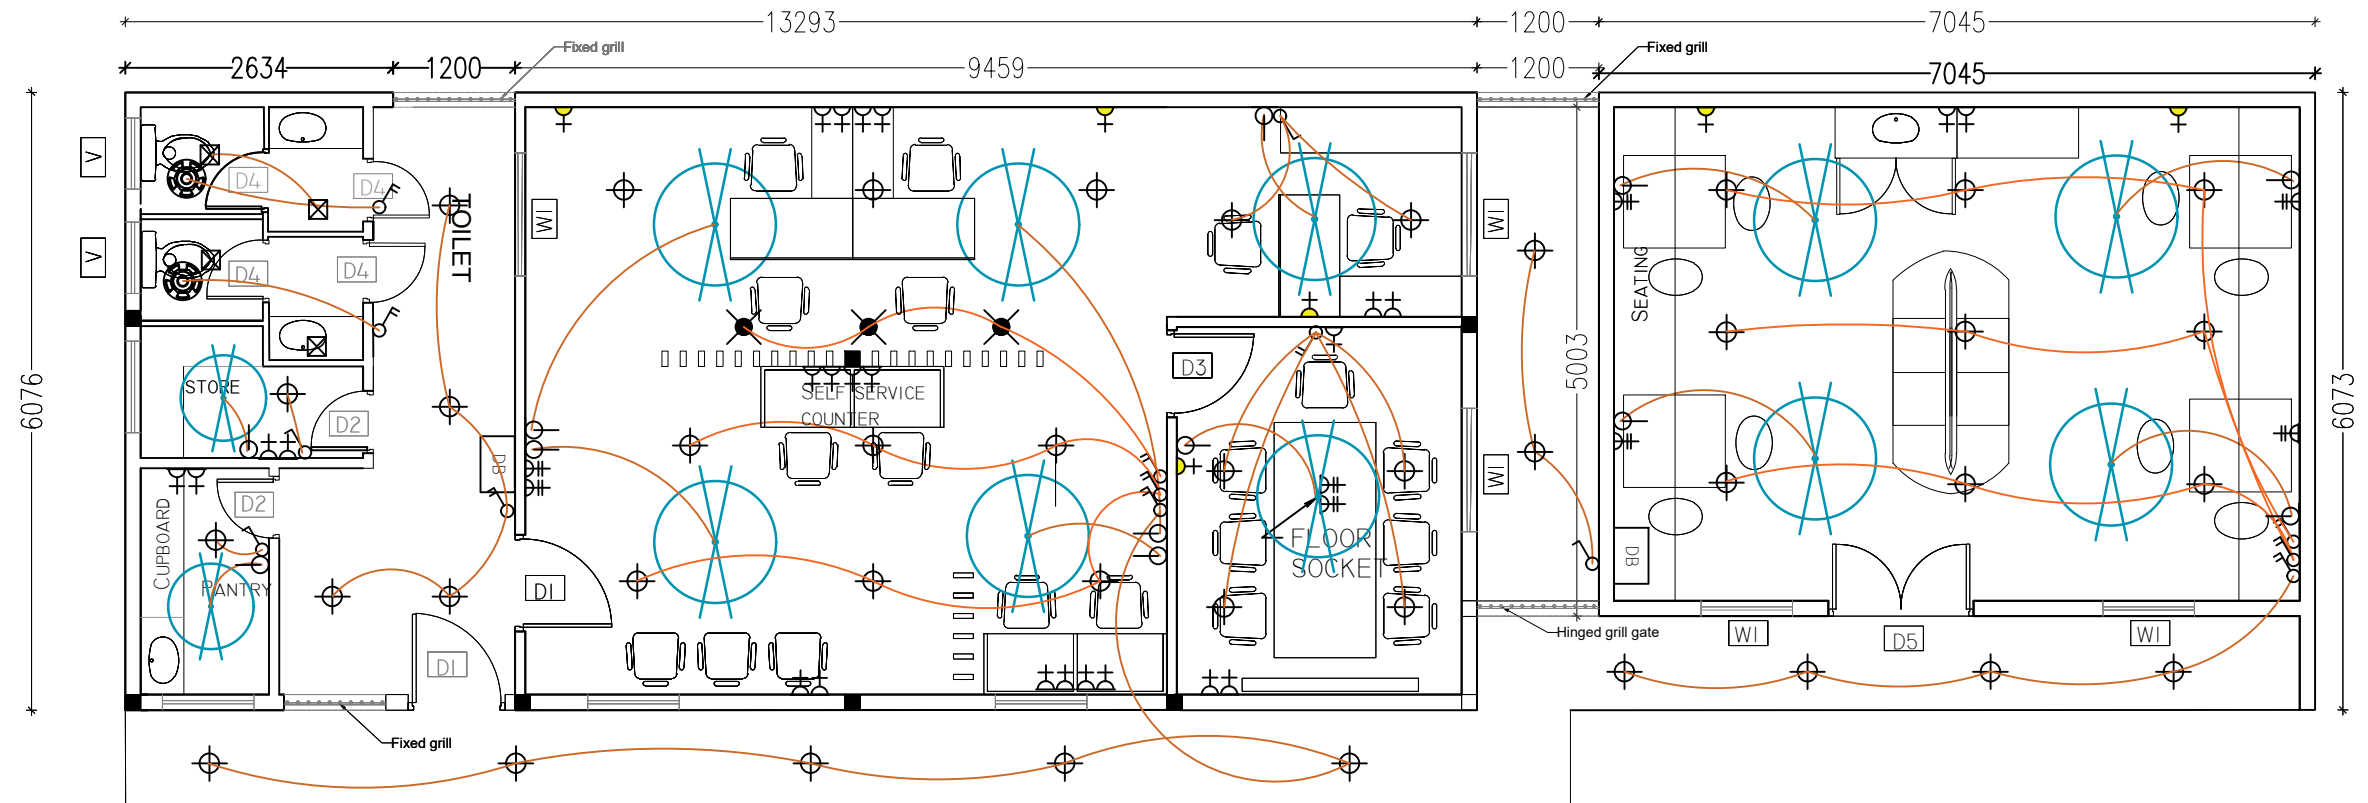 13293
1200
7045
Fixed grill
Fixed grill
2634
1200
9459
1200
7045
V
D4
D4
TOILET
WI
WI
V
D4
D4
SEATING
6076
STORE
SELF SERVICE
COUNTER
D3
5003
6073
D2
DB
WI
CUPBOARD
D2
FLOOR
SOCKET
DB
PANTRY
DI
Hinged grill gate
WI
D5
WI
DI
Fixed grill